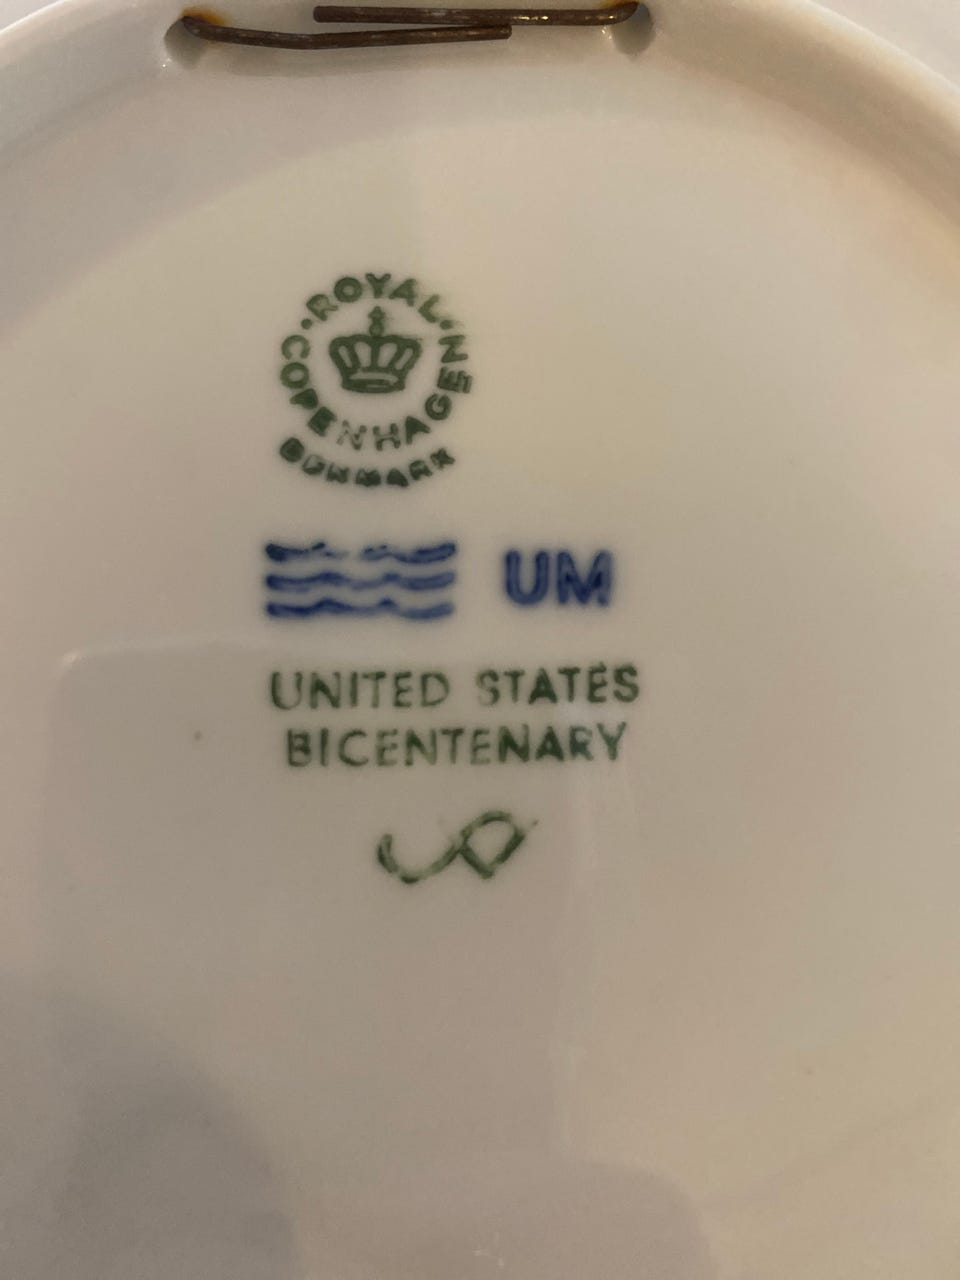 ROYAL
COPENHAGEN
DENMARK
UM
UNITED STATES
BICENTENARY